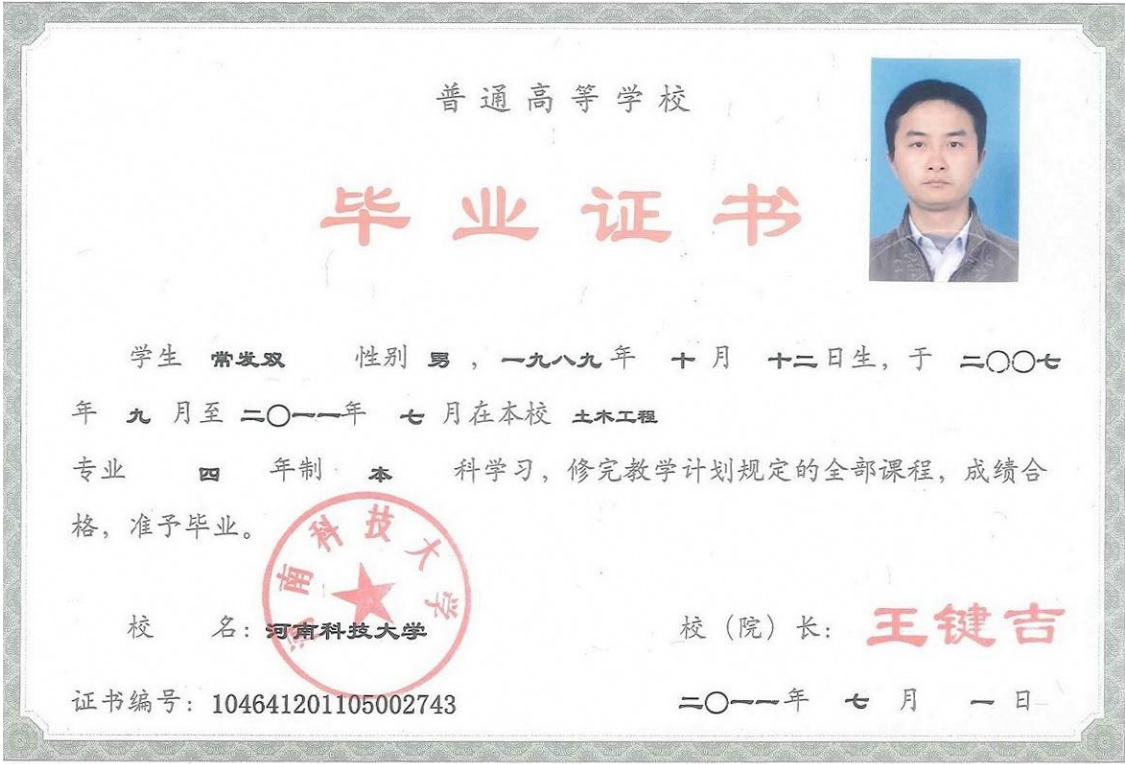 普通高等学校
毕业证书
学生 常发双 性别 男 ，一九八九年 十月 十二日生，于 二〇〇七
年 九 月至 二〇一一年 七 月在本校 土木工程
专业 四 年制 本 科学习，修完教学计划规定的全部课程，成绩合
格，准予毕业。
河南科技大学
校 名：河南科技大学
校（院）长：王键吉
证书编号：104641201105002743
二〇一一年 七 月 一 日